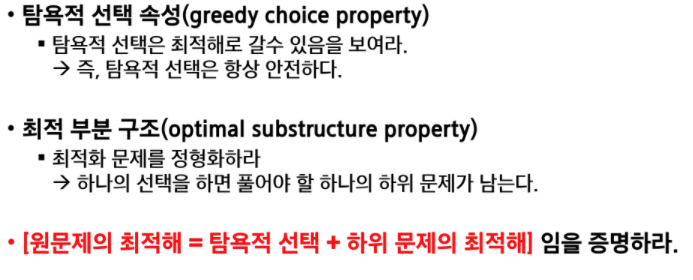 • 탐욕적 선택 속성(greedy choice property)
▪ 탐욕적 선택은 최적해로 갈수 있음을 보여라.
→ 즉, 탐욕적 선택은 항상 안전하다.
• 최적 부분 구조(optimal substructure property)
▪ 최적화 문제를 정형화하라
→ 하나의 선택을 하면 풀어야 할 하나의 하위 문제가 남는다.
• [원문제의 최적해 = 탐욕적 선택 + 하위 문제의 최적해] 임을 증명하라.